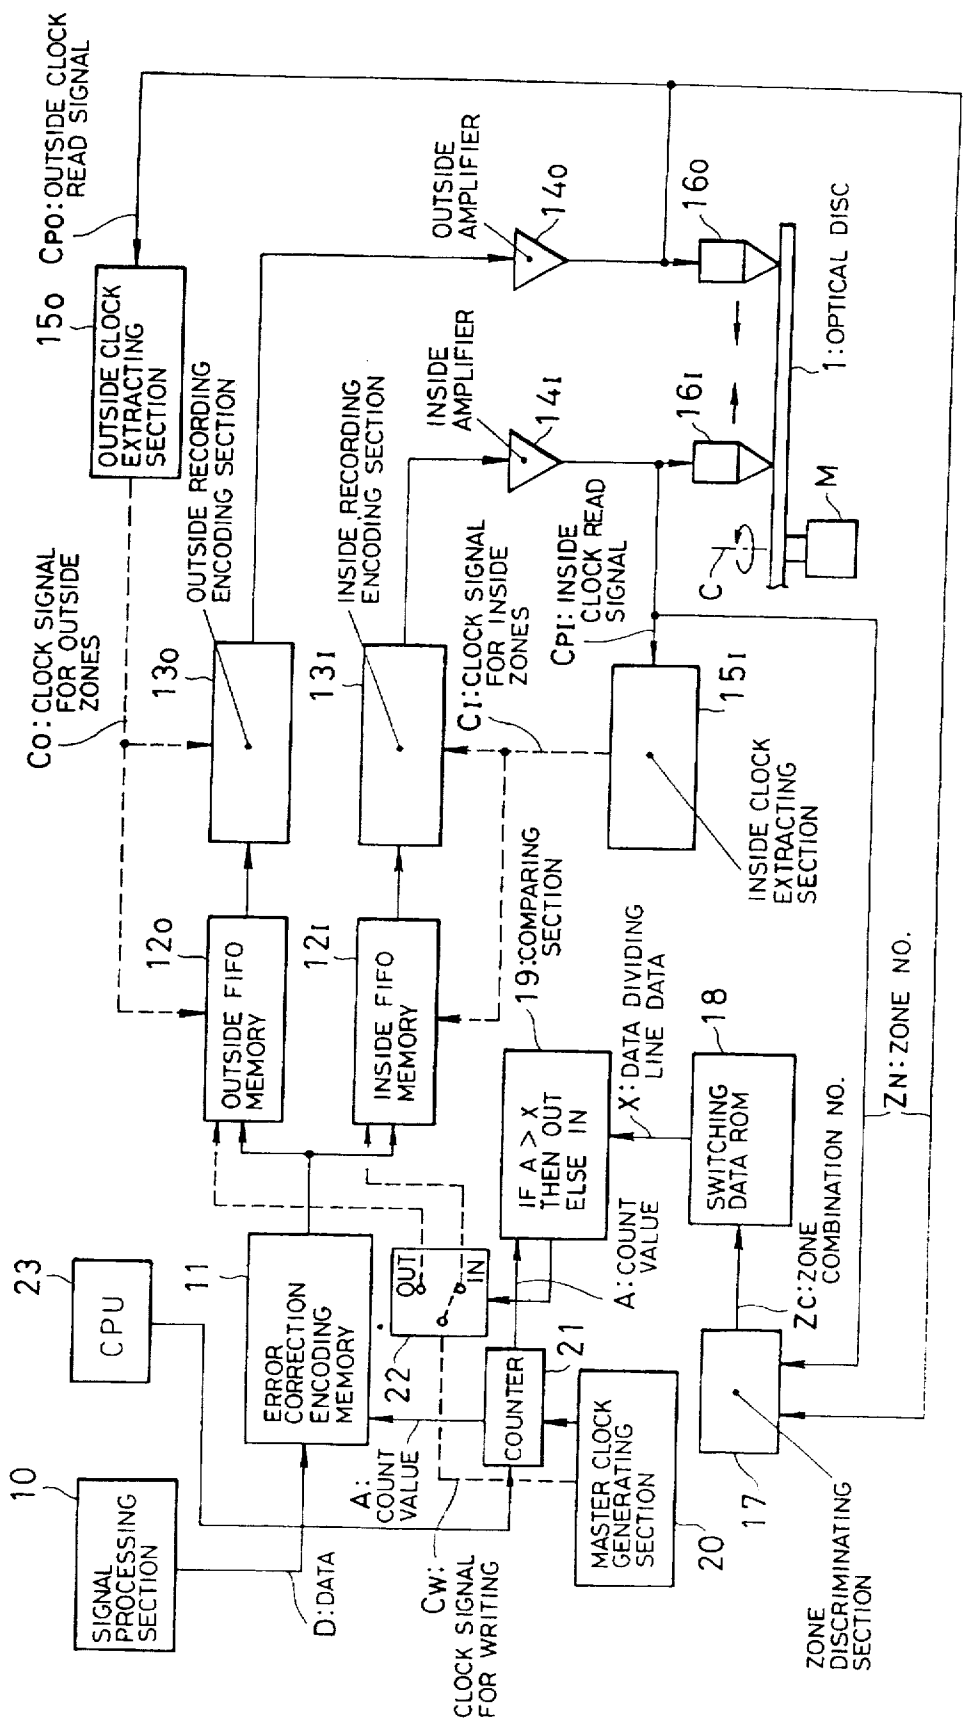 23
CPU
10
SIGNAL
PROCESSING
SECTION
D:DATA
11
ERROR
CORRECTION
ENCODING
MEMORY
12O
OUTSIDE FIFO
MEMORY
12I
INSIDE FIFO
MEMORY
CO:CLOCK SIGNAL
FOR OUTSIDE
ZONES
13O
OUTSIDE RECORDING
ENCODING SECTION
13I
INSIDE RECORDING
ENCODING SECTION
15O
OUTSIDE CLOCK
EXTRACTING
SECTION
CPO:OUTSIDE CLOCK
READ SIGNAL
OUTSIDE
AMPLIFIER
14O
INSIDE
AMPLIFIER
14I
16O
16I
1:OPTICAL DISC
C
M
CI:CLOCK SIGNAL
FOR INSIDE
ZONES
CPI:INSIDE
CLOCK READ
SIGNAL
15I
INSIDE CLOCK
EXTRACTING
SECTION
OUT
IN
22
A:
COUNT
VALUE
CW:
CLOCK SIGNAL
FOR WRITING
COUNTER
21
MASTER CLOCK
GENERATING
SECTION
20
A:COUNT
VALUE
19:COMPARING
SECTION
IF A > X
THEN OUT
ELSE IN
X:DATA DIVIDING
LINE DATA
18
SWITCHING
DATA ROM
ZC:ZONE
COMBINATION NO.
ZN:ZONE NO.
17
ZONE
DISCRIMINATING
SECTION